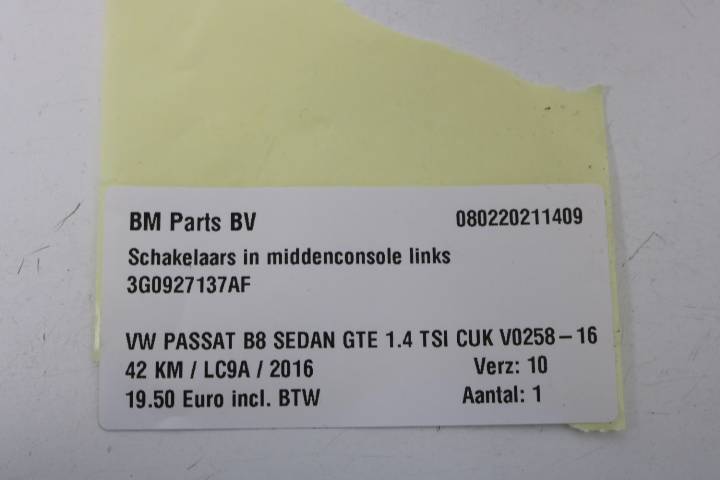 BM Parts BV 080220211409
Schakelaars in middenconsole links
3G0927137AF
VW PASSAT B8 SEDAN GTE 1.4 TSI CUK V0258-16
42 KM / LC9A / 2016 Verz: 10
19.50 Euro incl. BTW Aantal: 1